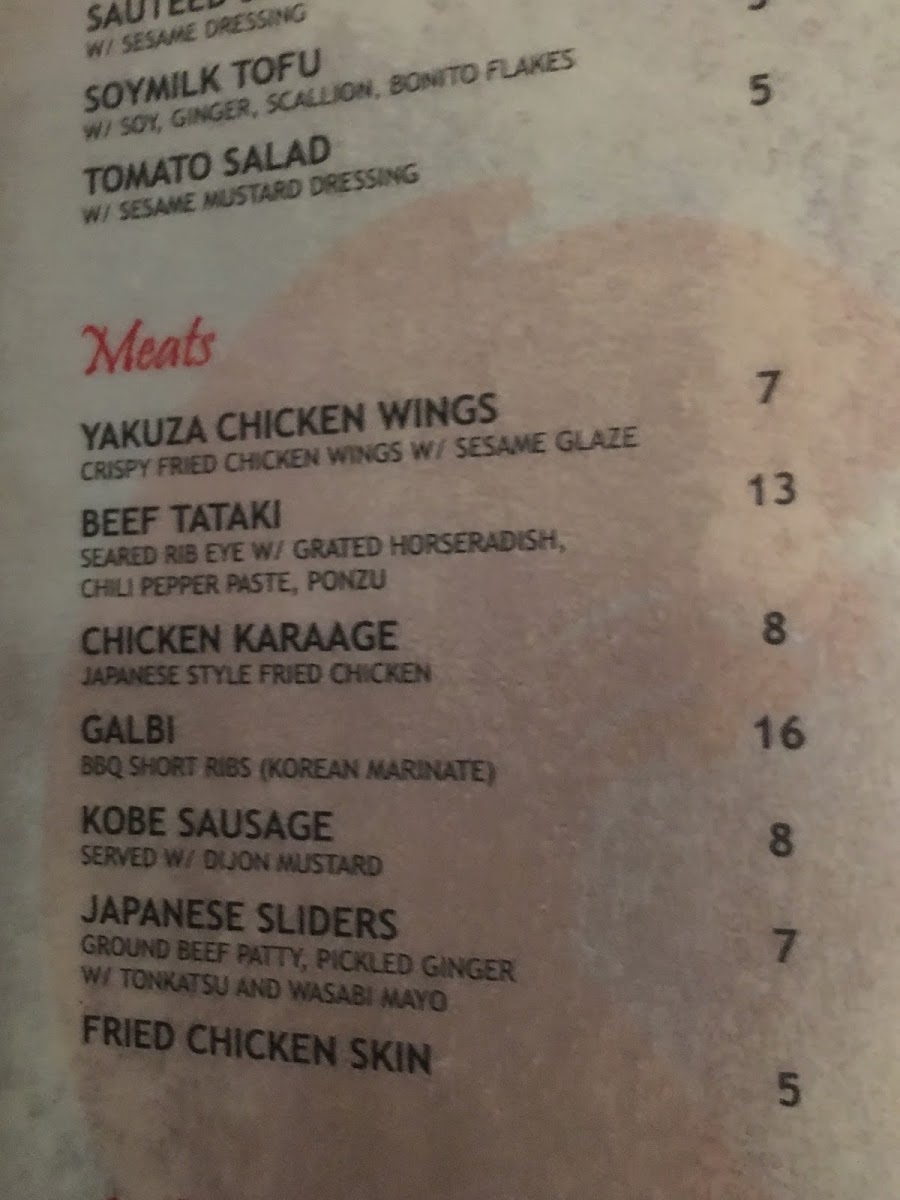 W/ SESAME DRESSING
SOYMILK TOFU
W/ SOY, GINGER, SCALLION, BONITO FLAKES
TOMATO SALAD 5
W/ SESAME MUSTARD DRESSING
Meats
YAKUZA CHICKEN WINGS 7
CRISPY FRIED CHICKEN WINGS W/ SESAME GLAZE
BEEF TATAKI 13
SEARED RIB EYE W/ GRATED HORSERADISH,
CHILI PEPPER PASTE, PONZU
CHICKEN KARAAGE 8
JAPANESE STYLE FRIED CHICKEN
GALBI 16
BBQ SHORT RIBS (KOREAN MARINATE)
KOBE SAUSAGE 8
SERVED W/ DIJON MUSTARD
JAPANESE SLIDERS 7
GROUND BEEF PATTY, PICKLED GINGER
W/ TONKATSU AND WASABI MAYO
FRIED CHICKEN SKIN 5